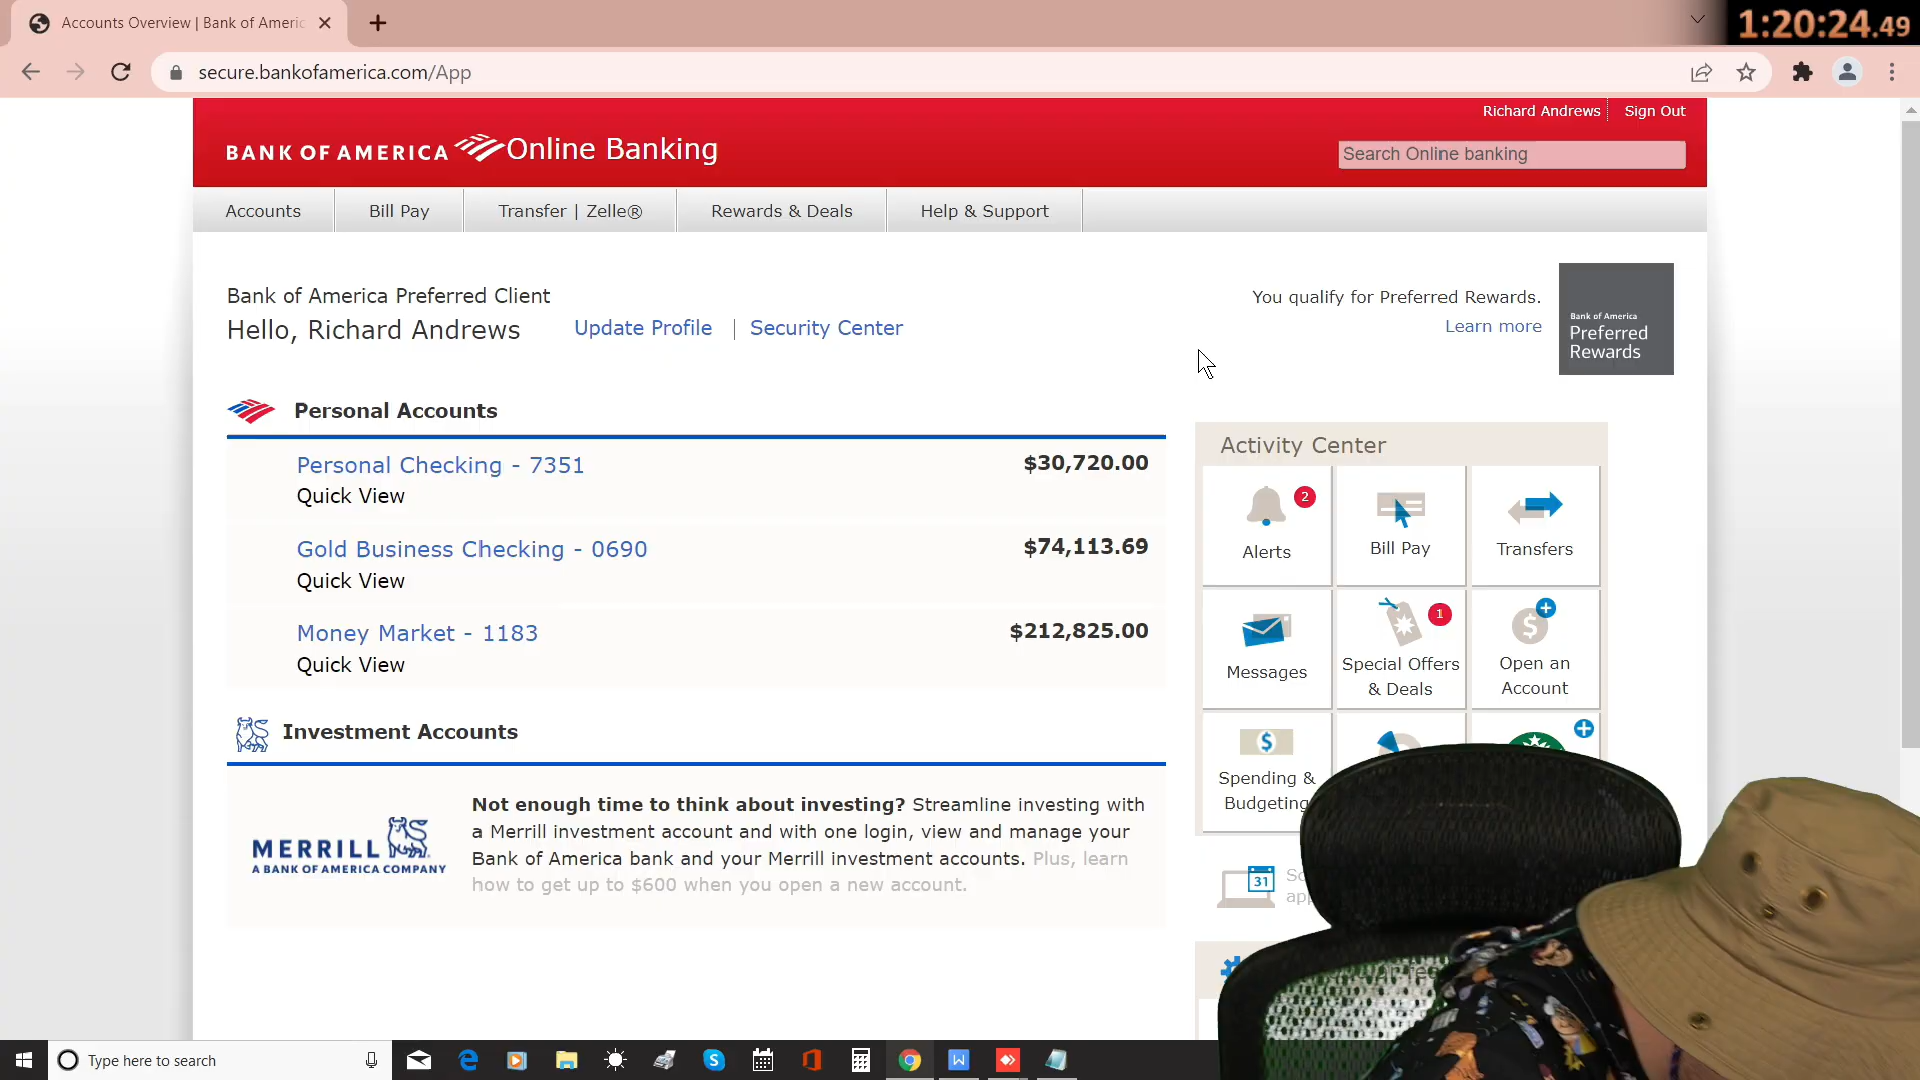 Accounts Overview | Bank of Americ
1:20:24.49
secure.bankofamerica.com/App
Richard Andrews
Sign Out
BANK OF AMERICA
Online Banking
Search Online banking
Accounts
Bill Pay
Transfer | Zelle®
Rewards & Deals
Help & Support
Bank of America Preferred Client
Hello, Richard Andrews
Update Profile
Security Center
You qualify for Preferred Rewards.
Learn more
Bank of America
Preferred
Rewards
Personal Accounts
Personal Checking - 7351
$30,720.00
Quick View
Gold Business Checking - 0690
$74,113.69
Quick View
Money Market - 1183
$212,825.00
Quick View
Investment Accounts
MERRILL
A BANK OF AMERICA COMPANY
Not enough time to think about investing? Streamline investing with
a Merrill investment account and with one login, view and manage your
Bank of America bank and your Merrill investment accounts. Plus, learn
how to get up to $600 when you open a new account.
Activity Center
2
Alerts
Bill Pay
Transfers
Messages
1
Special Offers
& Deals
$
Open an
Account
$
Spending &
Budgeting
31
Type here to search